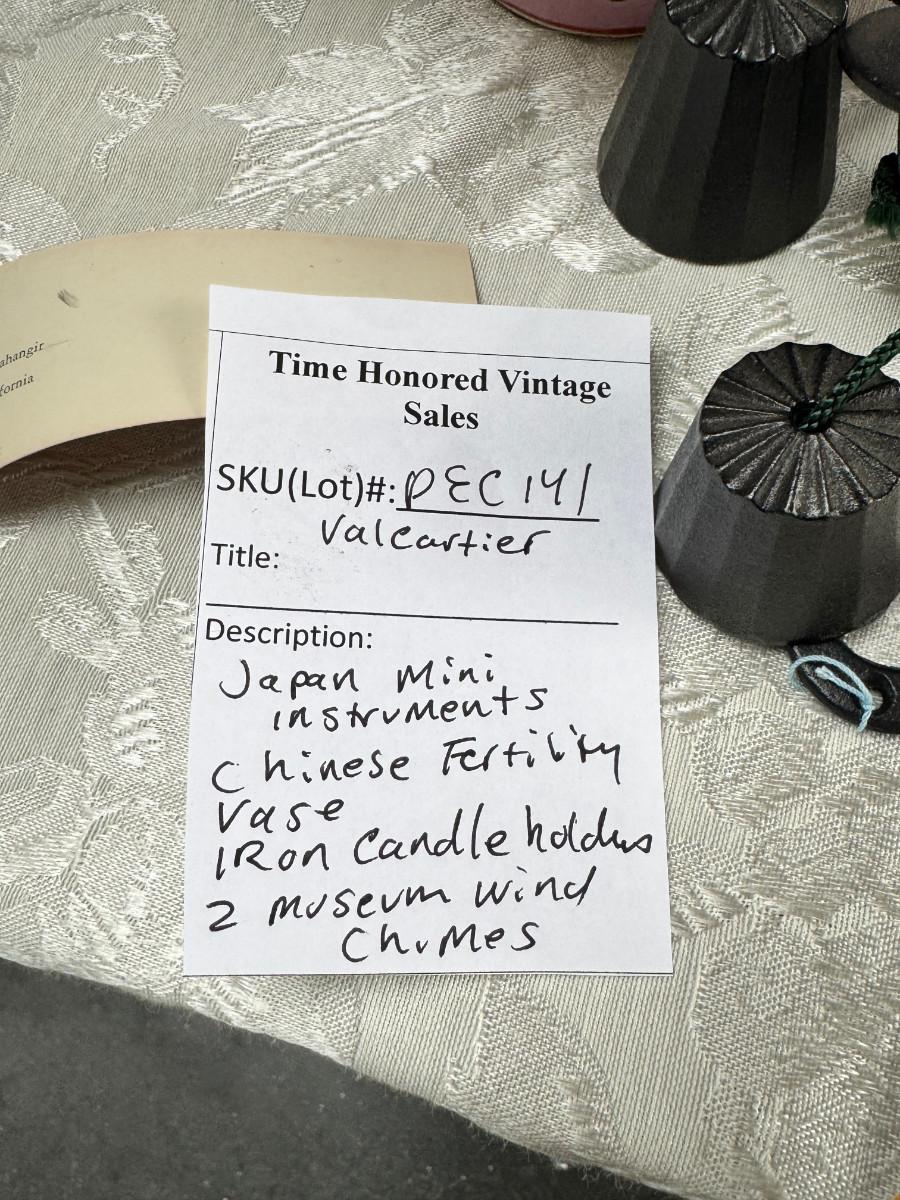 ahangir
fornia
Time Honored Vintage
Sales
SKU(Lot)#: DEC141
Valcartier
Title:
Description:
Japan Mini
instruments
Chinese Fertility
Vase
IRon Candle holders
2 museum wind
Chimes